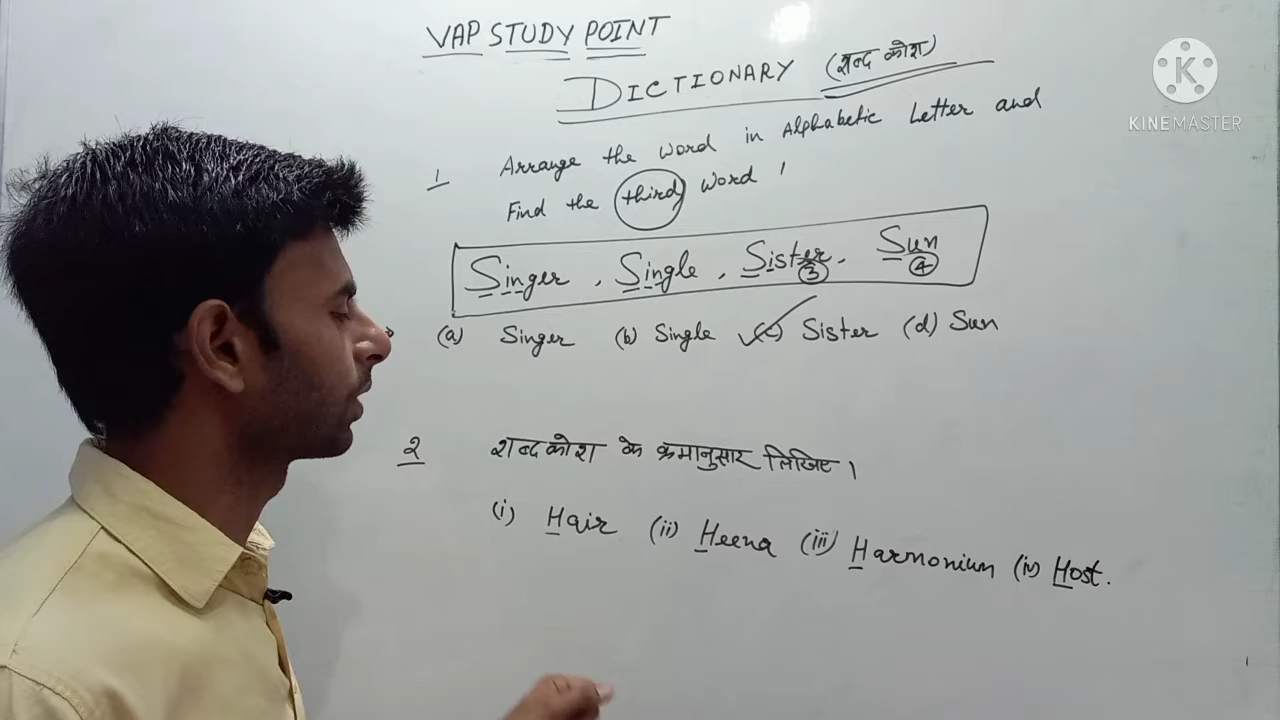 VAP STUDY POINT
DICTIONARY (शब्द कोश)
1 Arrange the word in Alphabetic Letter and
Find the third word '
Singer, Single, Sister, Sun
3 4
(a) Singer (b) Single (c) Sister (d) Sun
२ शब्दकोश के क्रमानुसार लिखिए।
(i) Hair (ii) Heena (iii) Harmonium (iv) Host.
K
KINEMASTER